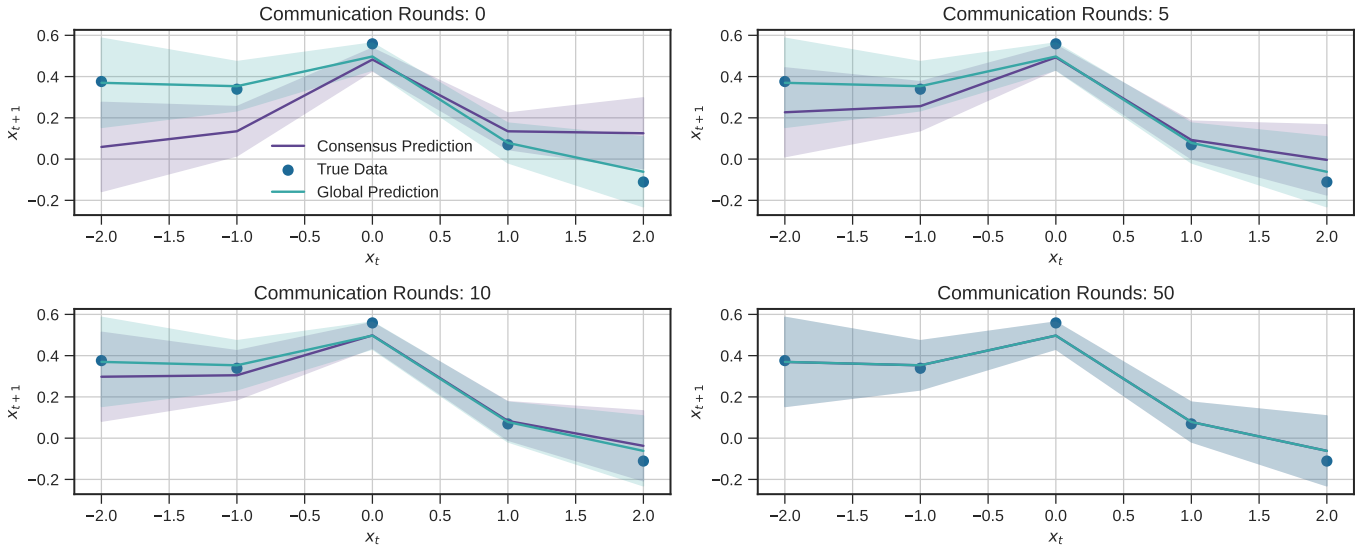 Communication Rounds: 0
0.6
0.4
0.2
0.0
−0.2
x_{t+1}
Consensus Prediction
True Data
Global Prediction
−2.0 −1.5 −1.0 −0.5 0.0 0.5 1.0 1.5 2.0
x_t
Communication Rounds: 5
0.6
0.4
0.2
0.0
−0.2
x_{t+1}
−2.0 −1.5 −1.0 −0.5 0.0 0.5 1.0 1.5 2.0
x_t
Communication Rounds: 10
0.6
0.4
0.2
0.0
−0.2
x_{t+1}
−2.0 −1.5 −1.0 −0.5 0.0 0.5 1.0 1.5 2.0
x_t
Communication Rounds: 50
0.6
0.4
0.2
0.0
−0.2
x_{t+1}
−2.0 −1.5 −1.0 −0.5 0.0 0.5 1.0 1.5 2.0
x_t